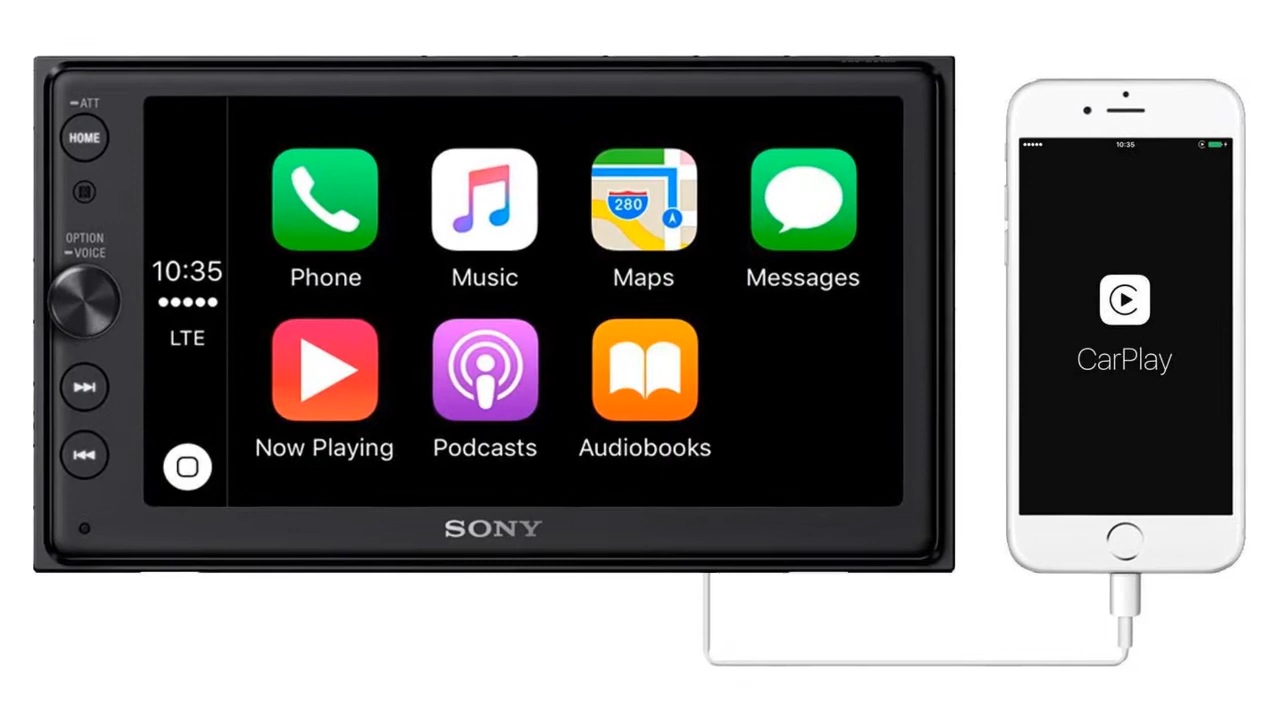 ATT
HOME
OPTION
VOICE
10:35
LTE
Phone
Music
280
Maps
Messages
Now Playing
Podcasts
Audiobooks
SONY
10:35
CarPlay